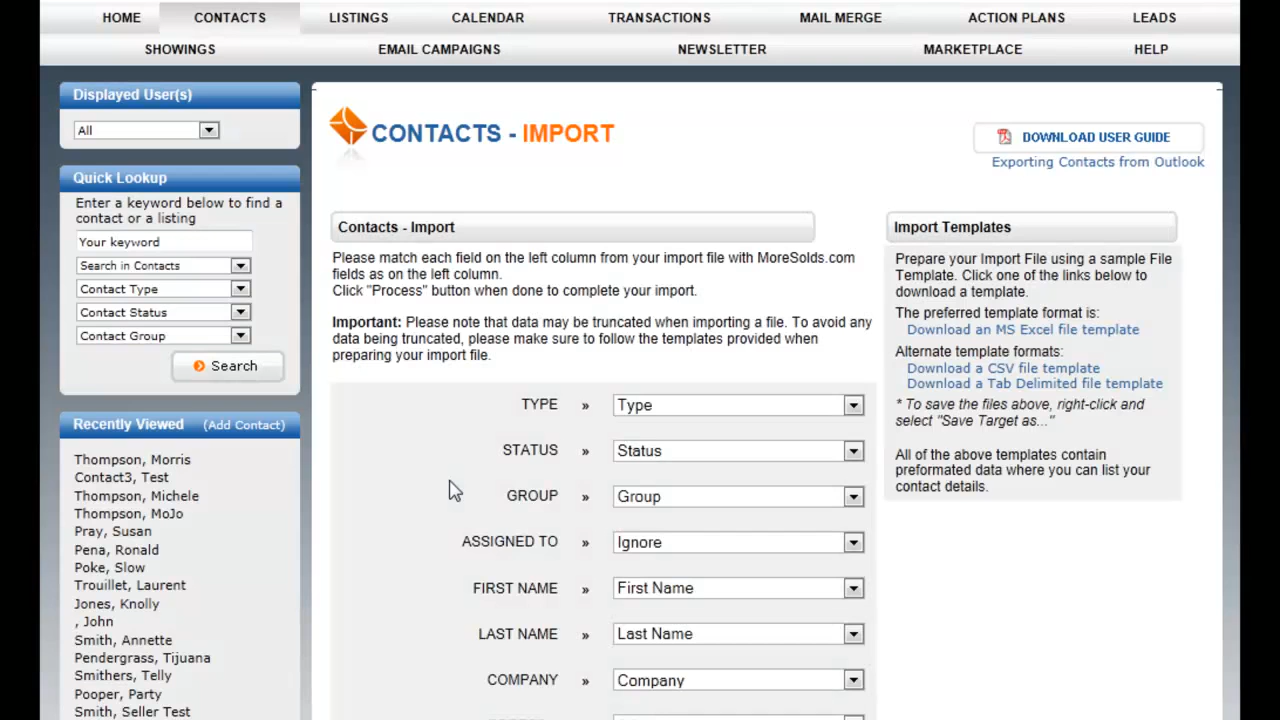 HOME CONTACTS LISTINGS CALENDAR TRANSACTIONS MAIL MERGE ACTION PLANS LEADS
SHOWINGS EMAIL CAMPAIGNS NEWSLETTER MARKETPLACE HELP
Displayed User(s)
All
Quick Lookup
Enter a keyword below to find a
contact or a listing
Your keyword
Search in Contacts
Contact Type
Contact Status
Contact Group
Search
Recently Viewed (Add Contact)
Thompson, Morris
Contact3, Test
Thompson, Michele
Thompson, MoJo
Pray, Susan
Pena, Ronald
Poke, Slow
Trouillet, Laurent
Jones, Knolly
, John
Smith, Annette
Pendergrass, Tijuana
Smithers, Telly
Pooper, Party
Smith, Seller Test
CONTACTS - IMPORT
DOWNLOAD USER GUIDE
Exporting Contacts from Outlook
Contacts - Import
Please match each field on the left column from your import file with MoreSolds.com
fields as on the left column.
Click "Process" button when done to complete your import.
Important: Please note that data may be truncated when importing a file. To avoid any
data being truncated, please make sure to follow the templates provided when
preparing your import file.
TYPE » Type
STATUS » Status
GROUP » Group
ASSIGNED TO » Ignore
FIRST NAME » First Name
LAST NAME » Last Name
COMPANY » Company
Import Templates
Prepare your Import File using a sample File
Template. Click one of the links below to
download a template.
The preferred template format is:
Download an MS Excel file template
Alternate template formats:
Download a CSV file template
Download a Tab Delimited file template
* To save the files above, right-click and
select "Save Target as..."
All of the above templates contain
preformated data where you can list your
contact details.